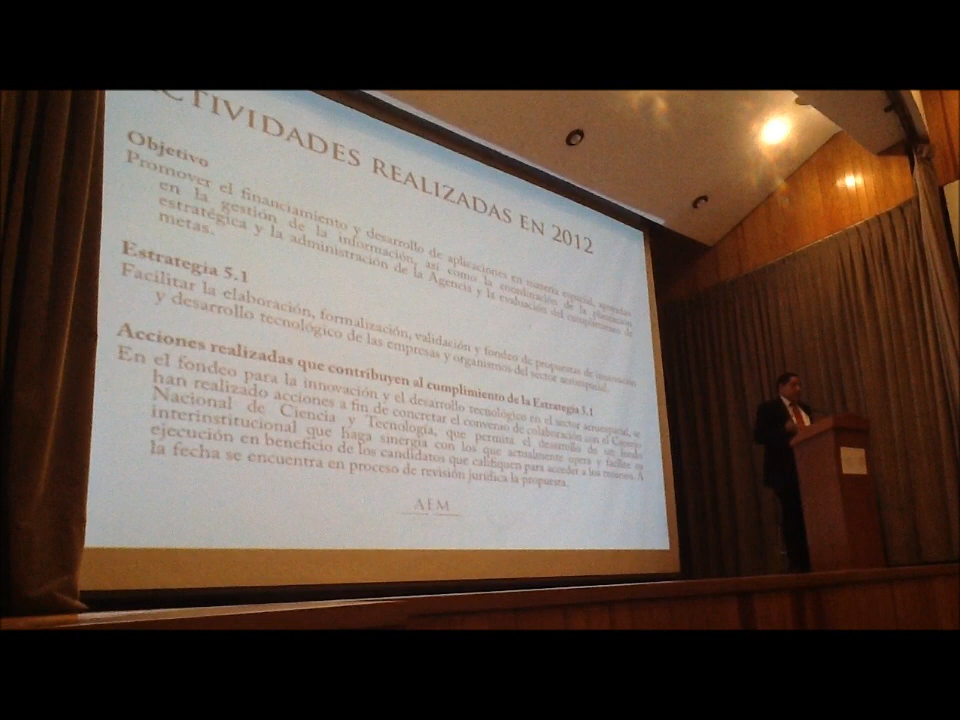 CTIVIDADES REALIZADAS EN 2012
Objetivo
Promover el financiamiento y desarrollo de aplicaciones en materia espacial, apoyadas
en la gestión de la información, así como la coordinación de la planeación
estratégica y la administración de la Agencia y la evaluación del cumplimiento de
metas.
Estrategia 5.1
Facilitar la elaboración, formalización, validación y fondeo de propuestas de innovación
y desarrollo tecnológico de las empresas y organismos del sector aeroespacial.
Acciones realizadas que contribuyen al cumplimiento de la Estrategia 5.1
En el fondeo para la innovación y el desarrollo tecnológico en el sector aeroespacial, se
han realizado acciones a fin de concretar el convenio de colaboración con el Consejo
Nacional de Ciencia y Tecnología, que permita el desarrollo de un fondo
interinstitucional que haga sinergia con los que actualmente opera y facilite su
ejecución en beneficio de los candidatos que califiquen para acceder a los recursos. A
la fecha se encuentra en proceso de revisión jurídica la propuesta.
AEM